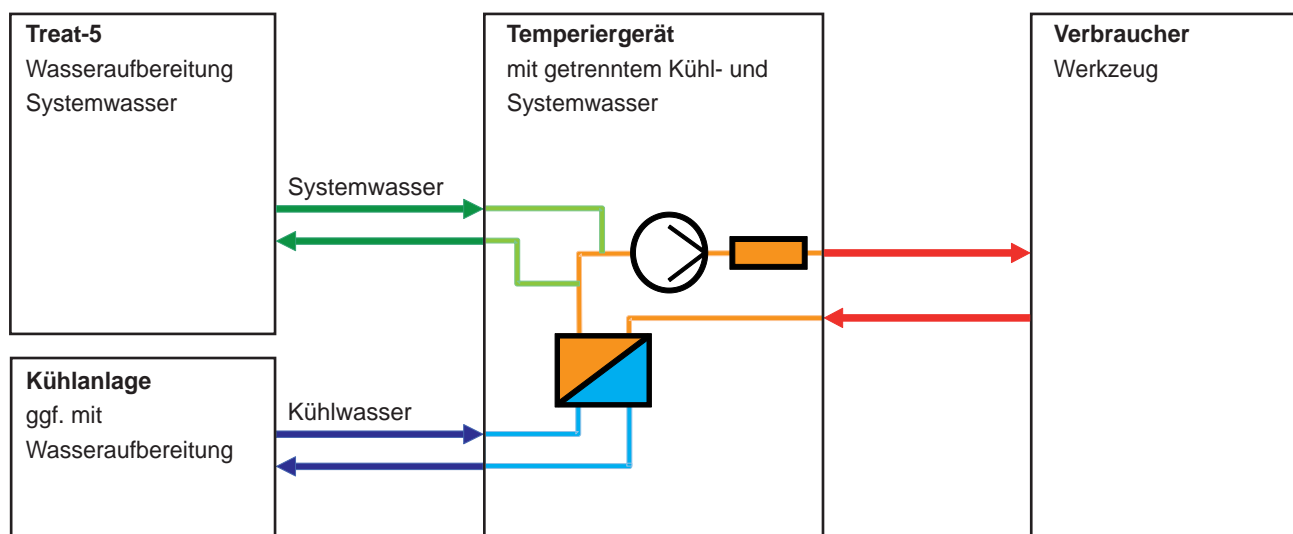 Treat-5
Wasseraufbereitung
Systemwasser
Temperiergerät
mit getrenntem Kühl- und
Systemwasser
Verbraucher
Werkzeug
Systemwasser
Kühlanlage
ggf. mit
Wasseraufbereitung
Kühlwasser